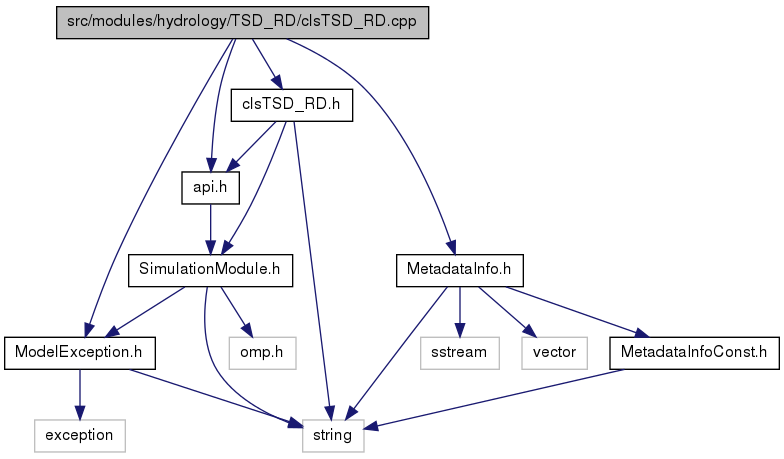 src/modules/hydrology/TSD_RD/clsTSD_RD.cpp
clsTSD_RD.h
api.h
SimulationModule.h
MetadataInfo.h
ModelException.h
omp.h
sstream
vector
MetadataInfoConst.h
exception
string